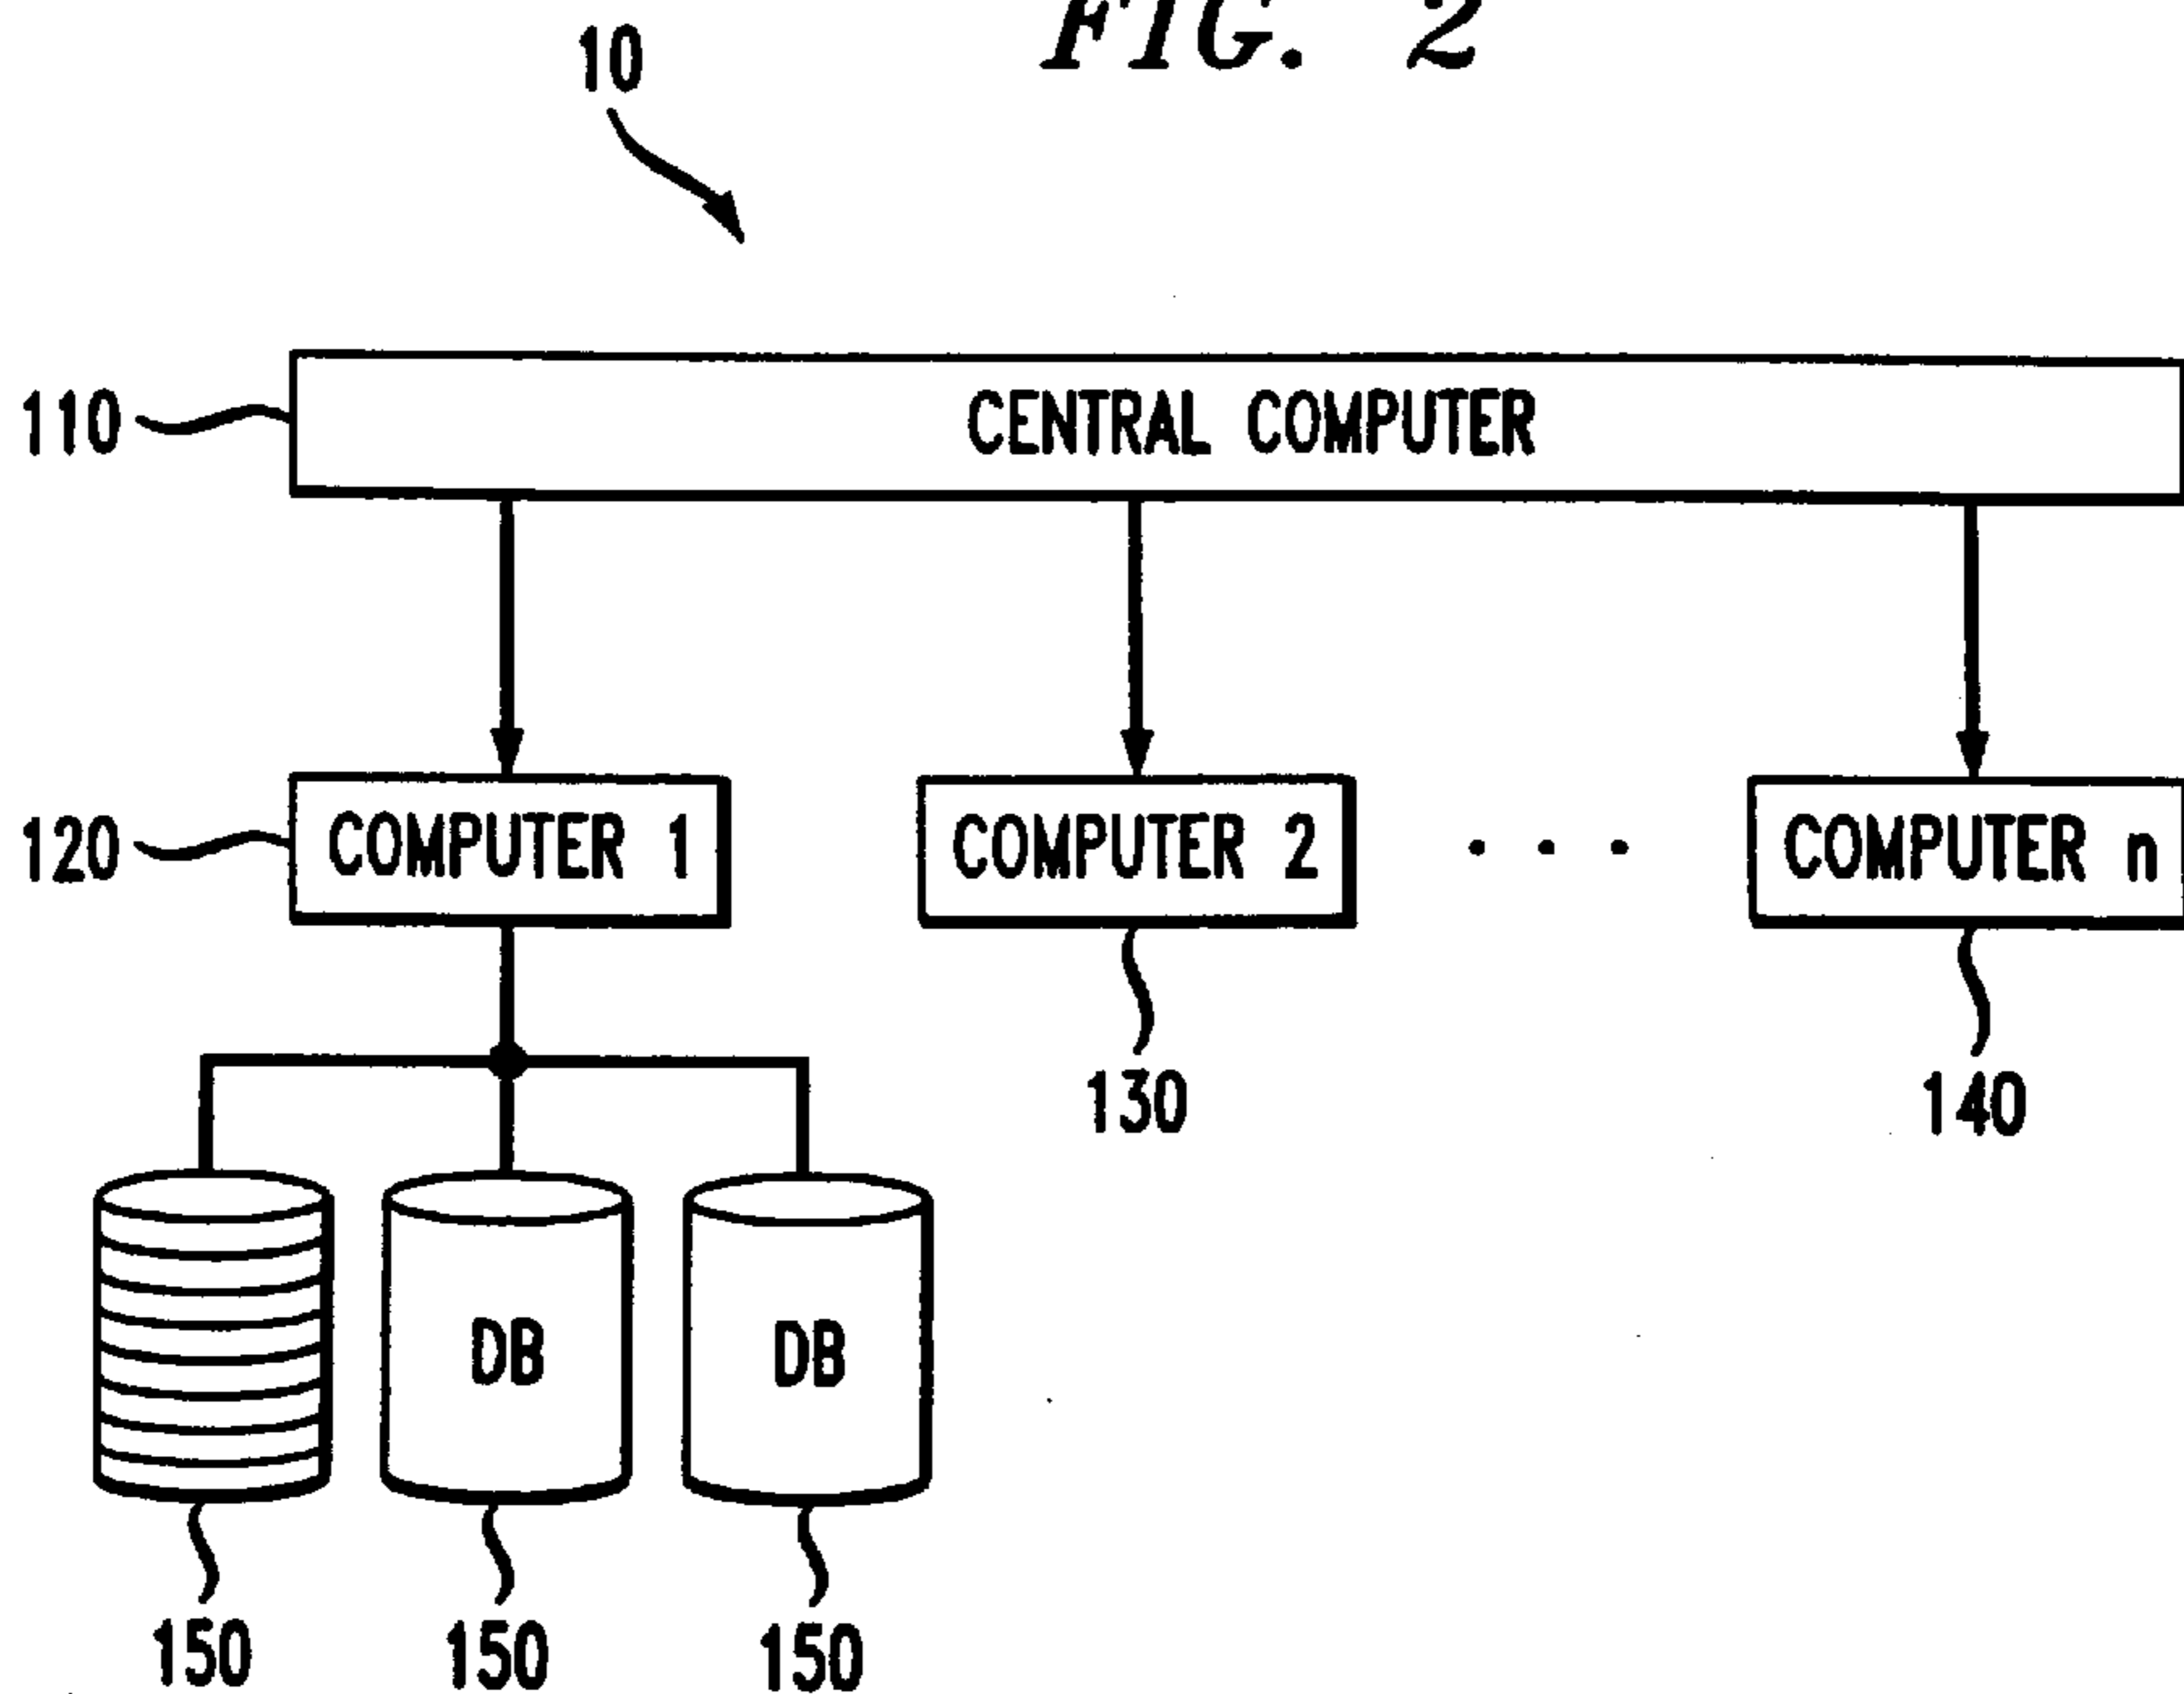 FIG. 2
10
110
CENTRAL COMPUTER
120
COMPUTER 1
COMPUTER 2
. . .
COMPUTER n
130
140
DB
DB
150
150
150